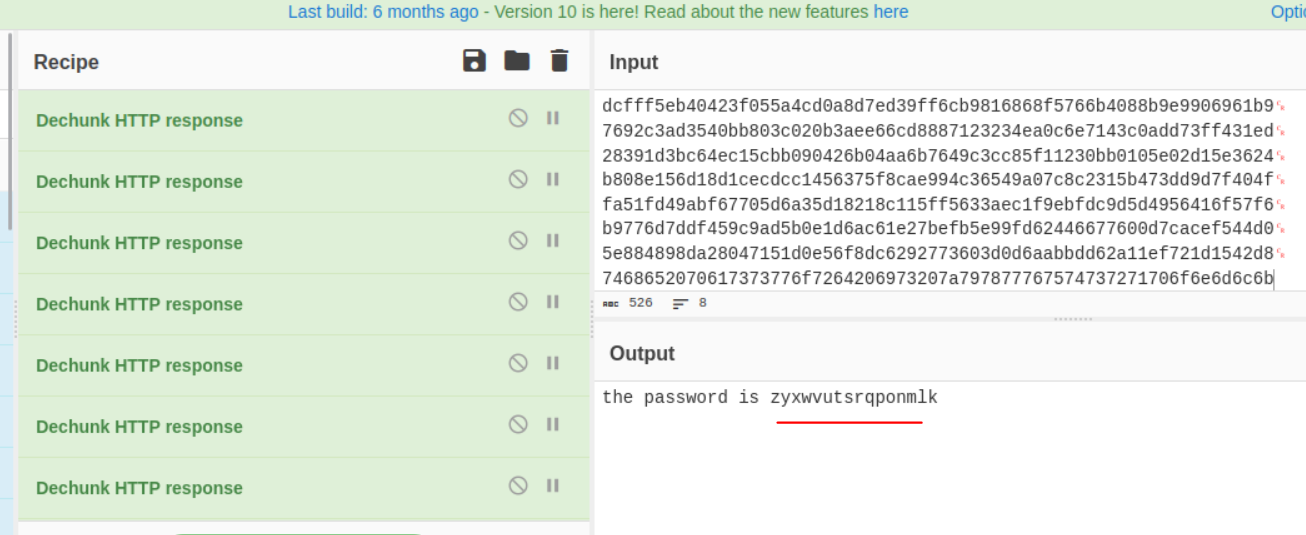 Last build: 6 months ago - Version 10 is here! Read about the new features here
Optio
Recipe
Dechunk HTTP response
Dechunk HTTP response
Dechunk HTTP response
Dechunk HTTP response
Dechunk HTTP response
Dechunk HTTP response
Dechunk HTTP response
Input
dcfff5eb40423f055a4cd0a8d7ed39ff6cb9816868f5766b4088b9e9906961b9
7692c3ad3540bb803c020b3aee66cd8887123234ea0c6e7143c0add73ff431ed
28391d3bc64ec15cbb090426b04aa6b7649c3cc85f11230bb0105e02d15e3624
b808e156d18d1cecdcc1456375f8cae994c36549a07c8c2315b473dd9d7f404f
fa51fd49abf67705d6a35d18218c115ff5633aec1f9ebfdc9d5d4956416f57f6
b9776d7ddf459c9ad5b0e1d6ac61e27befb5e99fd62446677600d7cacef544d0
5e884898da28047151d0e56f8dc6292773603d0d6aabbdd62a11ef721d1542d8
7468652070617373776f7264206973207a797877767574737271706f6e6d6c6b
ABC 526 8
Output
the password is zyxwvutsrqponmlk